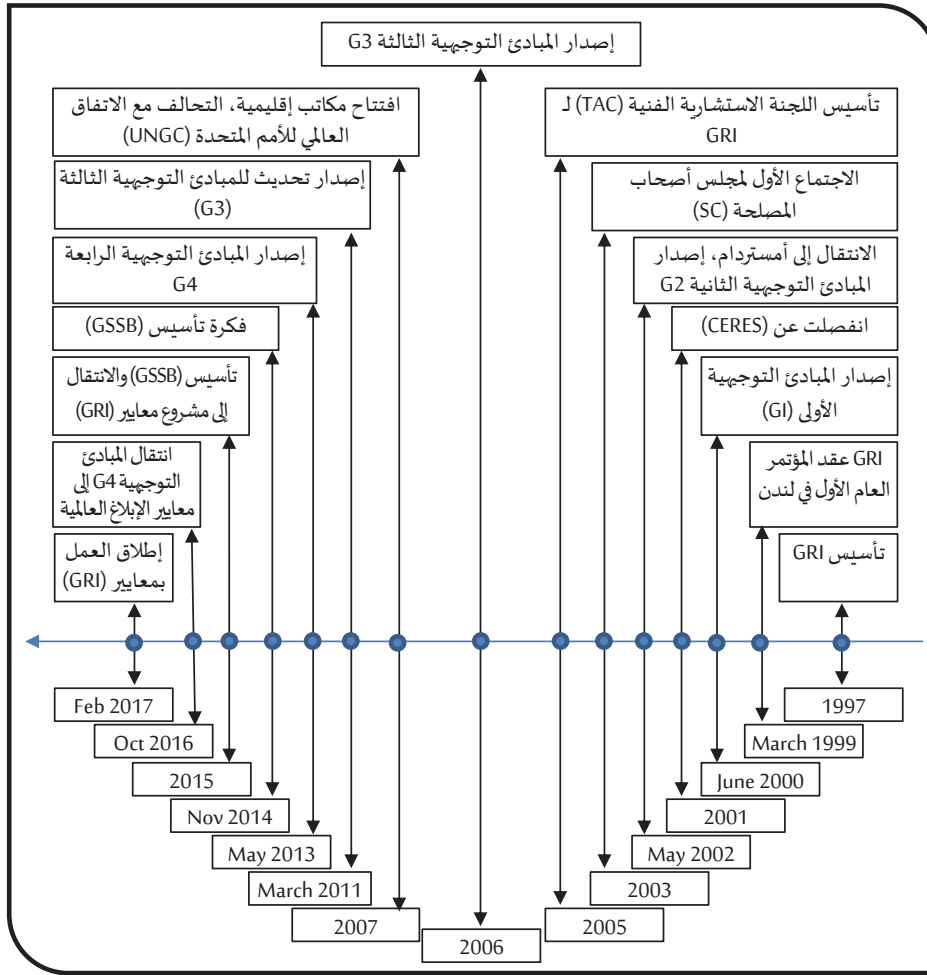 إصدار المبادئ التوجيهية الثالثة G3
تأسيس اللجنة الاستشارية الفنية (TAC) لـ
GRI
الاجتماع الأول لمجلس أصحاب
المصلحة (SC)
الانتقال إلى أمستردام، إصدار
المبادئ التوجيهية الثانية G2
انفصلت عن (CERES)
إصدار المبادئ التوجيهية
الأولى (GI)
GRI عقد المؤتمر
العام الأول في لندن
تأسيس GRI
افتتاح مكاتب إقليمية، التحالف مع الاتفاق
العالمي للأمم المتحدة (UNGC)
إصدار تحديث للمبادئ التوجيهية الثالثة
(G3)
إصدار المبادئ التوجيهية الرابعة
G4
فكرة تأسيس (GSSB)
تأسيس (GSSB) والانتقال
إلى مشروع معايير (GRI)
انتقال المبادئ
التوجهية G4 إلى
معايير الإبلاغ العالمية
إطلاق العمل
بمعايير (GRI)
1997
March 1999
June 2000
2001
May 2002
2003
2005
2006
2007
March 2011
May 2013
Nov 2014
2015
Oct 2016
Feb 2017